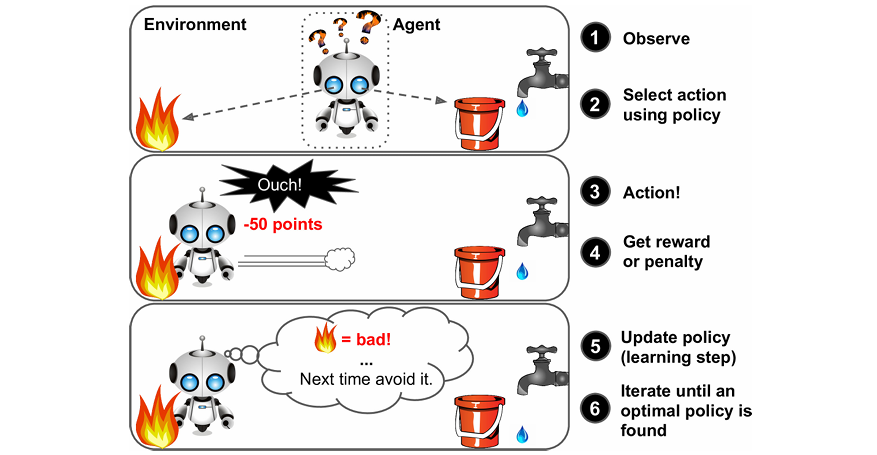 Environment
Agent
? ? ?
1 Observe
2 Select action
using policy
Ouch!
-50 points
3 Action!
4 Get reward
or penalty
= bad!
...
Next time avoid it.
5 Update policy
(learning step)
6 Iterate until an
optimal policy is
found